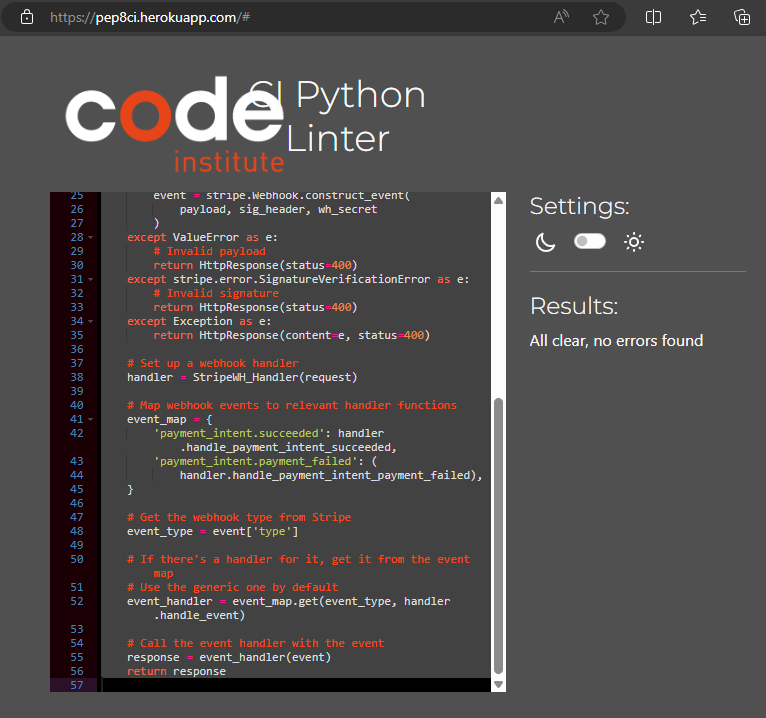 https://pep8ci.herokuapp.com/#
code institute
CI Python
Linter
25 event = stripe.Webhook.construct_event(
26 payload, sig_header, wh_secret
27 )
28 except ValueError as e:
29 # Invalid payload
30 return HttpResponse(status=400)
31 except stripe.error.SignatureVerificationError as e:
32 # Invalid signature
33 return HttpResponse(status=400)
34 except Exception as e:
35 return HttpResponse(content=e, status=400)
36
37 # Set up a webhook handler
38 handler = StripeWH_Handler(request)
39
40 # Map webhook events to relevant handler functions
41 event_map = {
42 'payment_intent.succeeded': handler
.handle_payment_intent_succeeded,
43 'payment_intent.payment_failed': (
44 handler.handle_payment_intent_payment_failed),
45 }
46
47 # Get the webhook type from Stripe
48 event_type = event['type']
49
50 # If there's a handler for it, get it from the event
map
51 # Use the generic one by default
52 event_handler = event_map.get(event_type, handler
.handle_event)
53
54 # Call the event handler with the event
55 response = event_handler(event)
56 return response
57
Settings:
Results:
All clear, no errors found